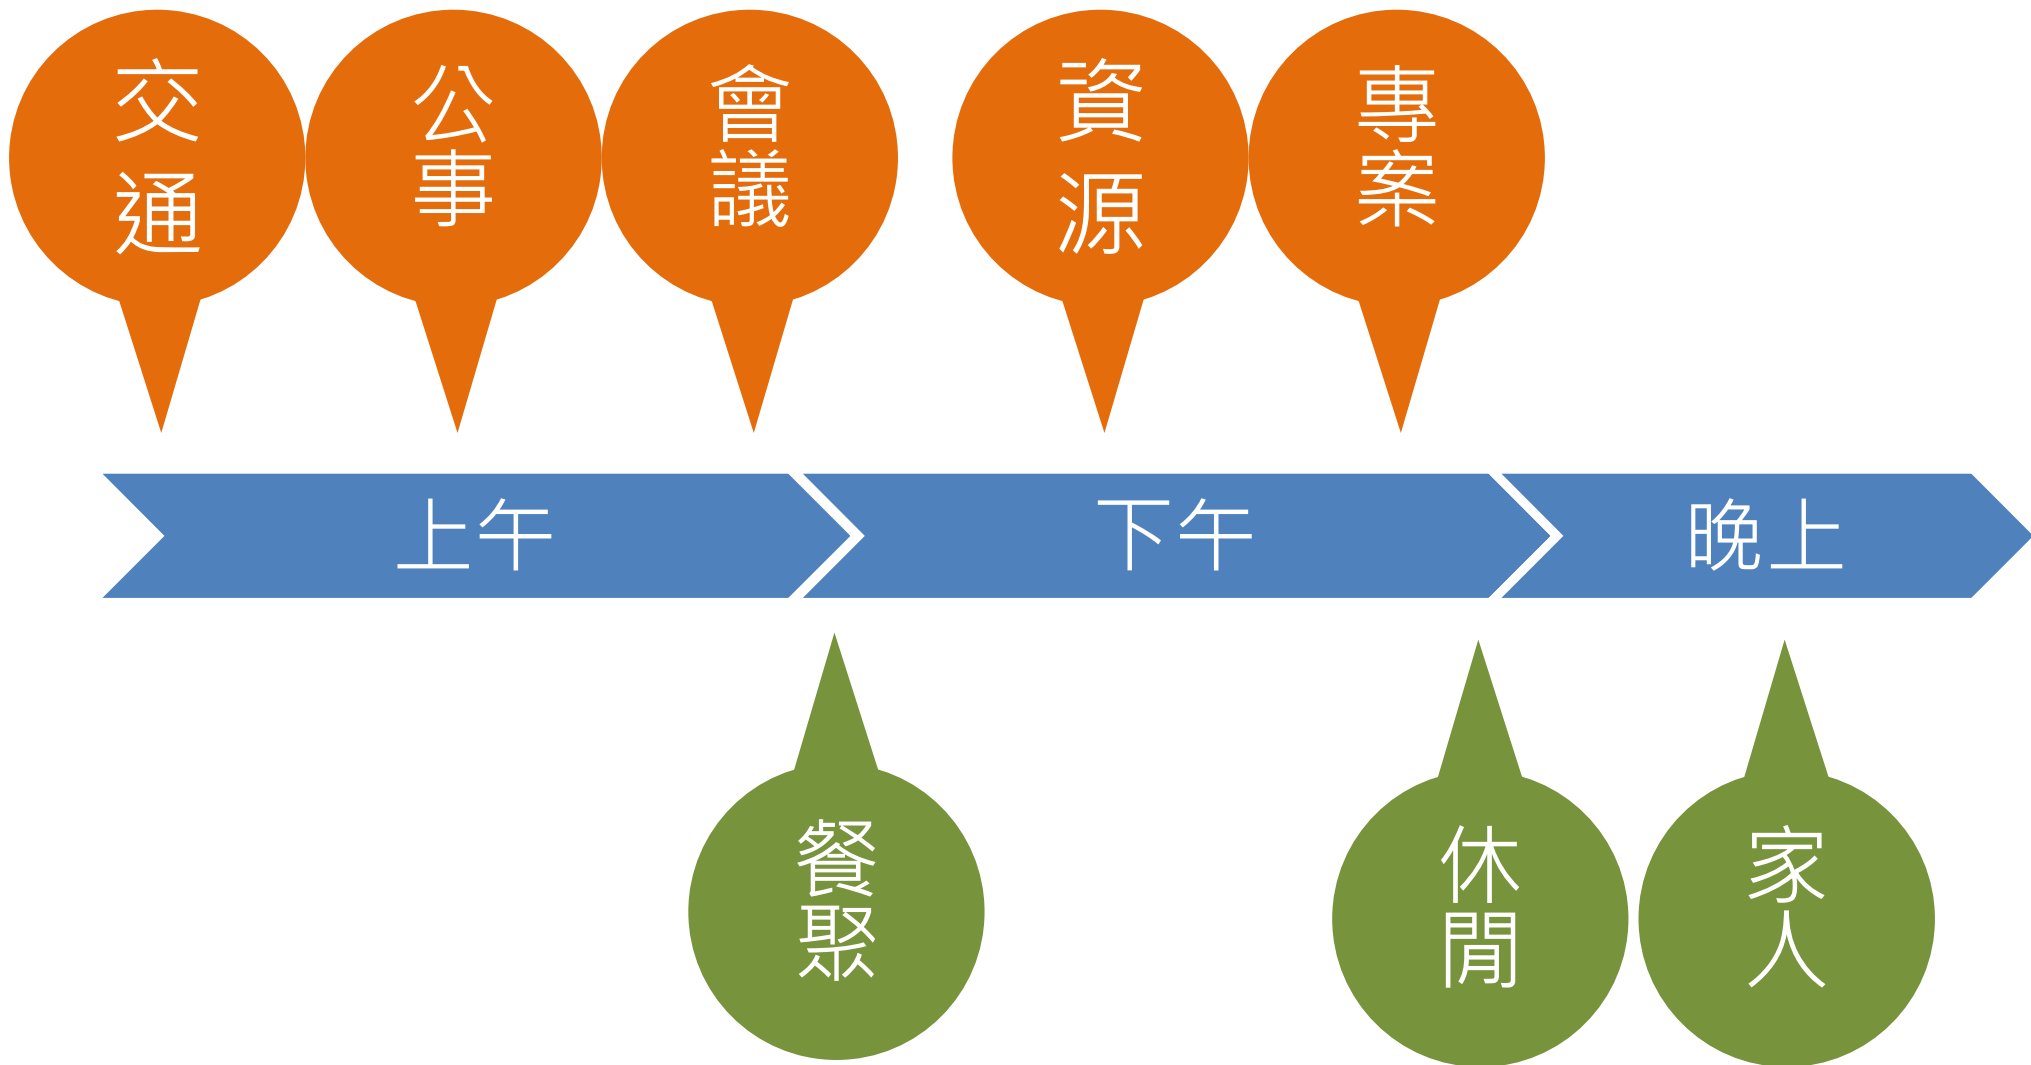 交通
公事
會議
資源
專案
上午
下午
晚上
餐聚
休閒
家人